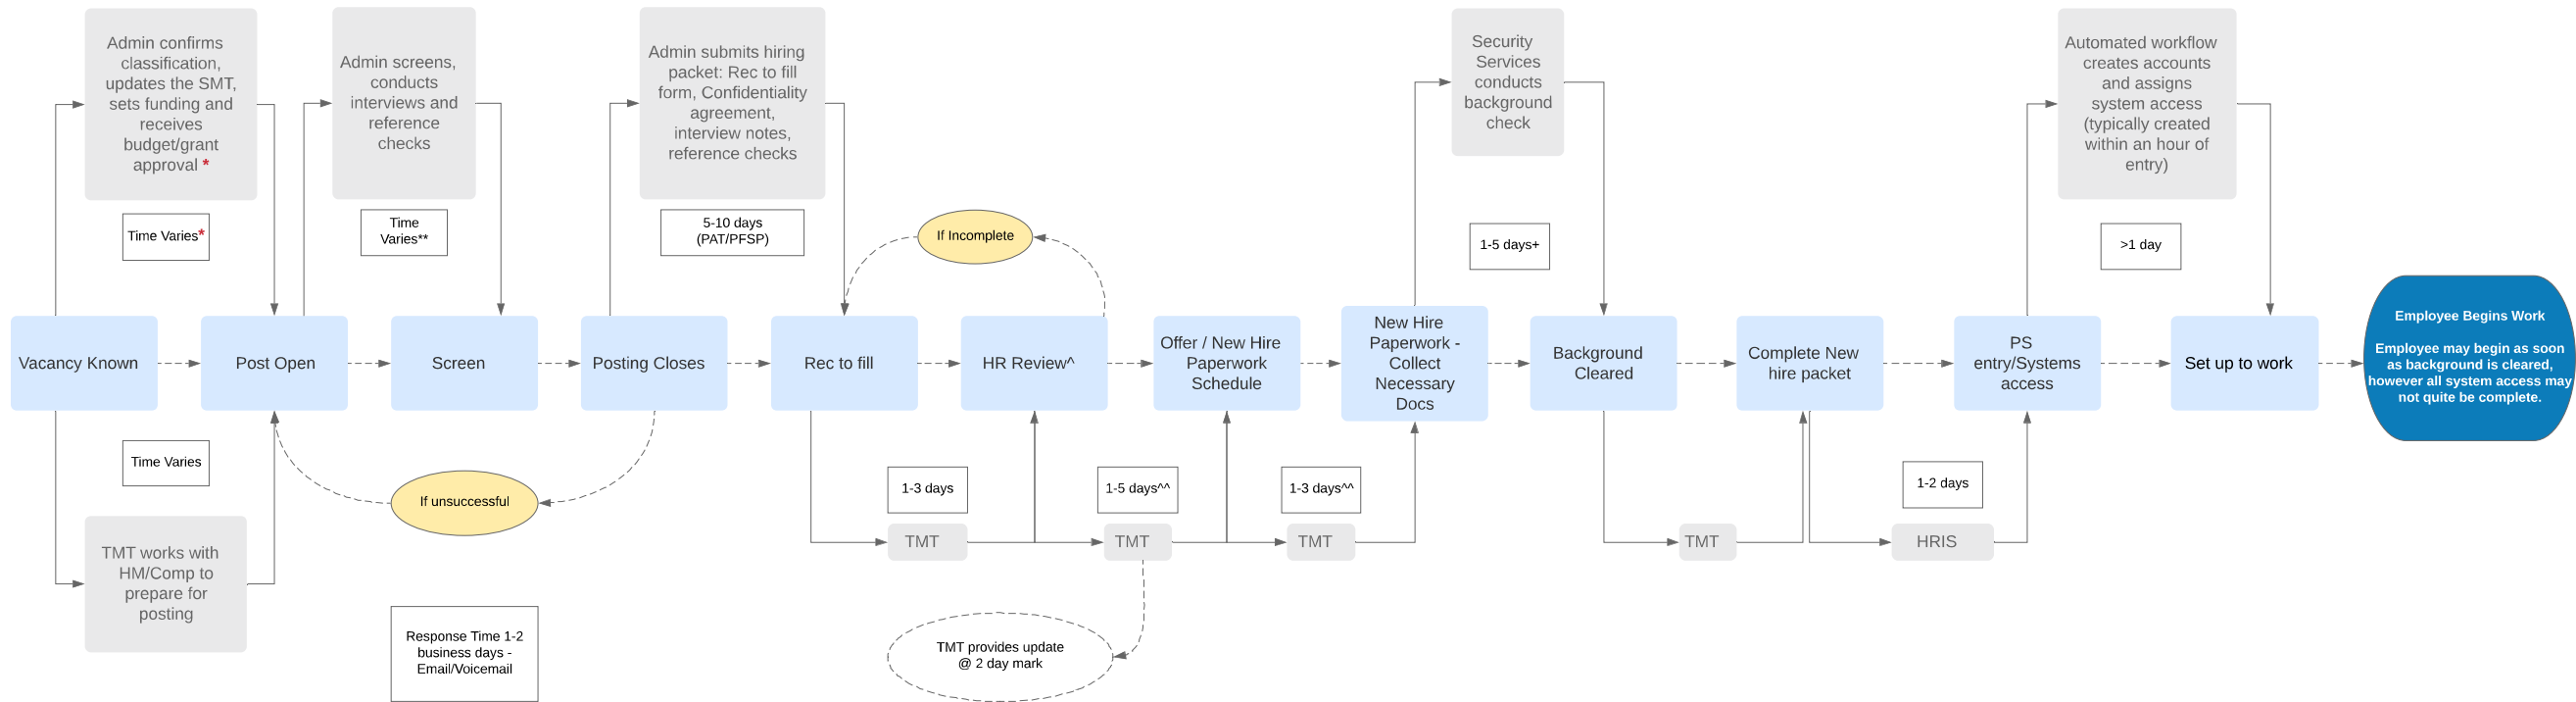 Admin confirms
classification,
updates the SMT,
sets funding and
receives
budget/grant
approval *
Time Varies*
Admin screens,
conducts
interviews and
reference
checks
Time
Varies**
Admin submits hiring
packet: Rec to fill
form, Confidentiality
agreement,
interview notes,
reference checks
5-10 days
(PAT/PFSP)
If Incomplete
Security
Services
conducts
background
check
1-5 days+
Automated workflow
creates accounts
and assigns
system access
(typically created
within an hour of
entry)
>1 day
Vacancy Known
Post Open
Screen
Posting Closes
Rec to fill
HR Review^
Offer / New Hire
Paperwork
Schedule
New Hire
Paperwork -
Collect
Necessary
Docs
Background
Cleared
Complete New
hire packet
PS
entry/Systems
access
Set up to work
Employee Begins Work
Employee may begin as soon
as background is cleared,
however all system access may
not quite be complete.
Time Varies
TMT works with
HM/Comp to
prepare for
posting
If unsuccessful
Response Time 1-2
business days -
Email/Voicemail
1-3 days
TMT
1-5 days^^
TMT
1-3 days^^
TMT
TMT provides update
@ 2 day mark
TMT
1-2 days
HRIS